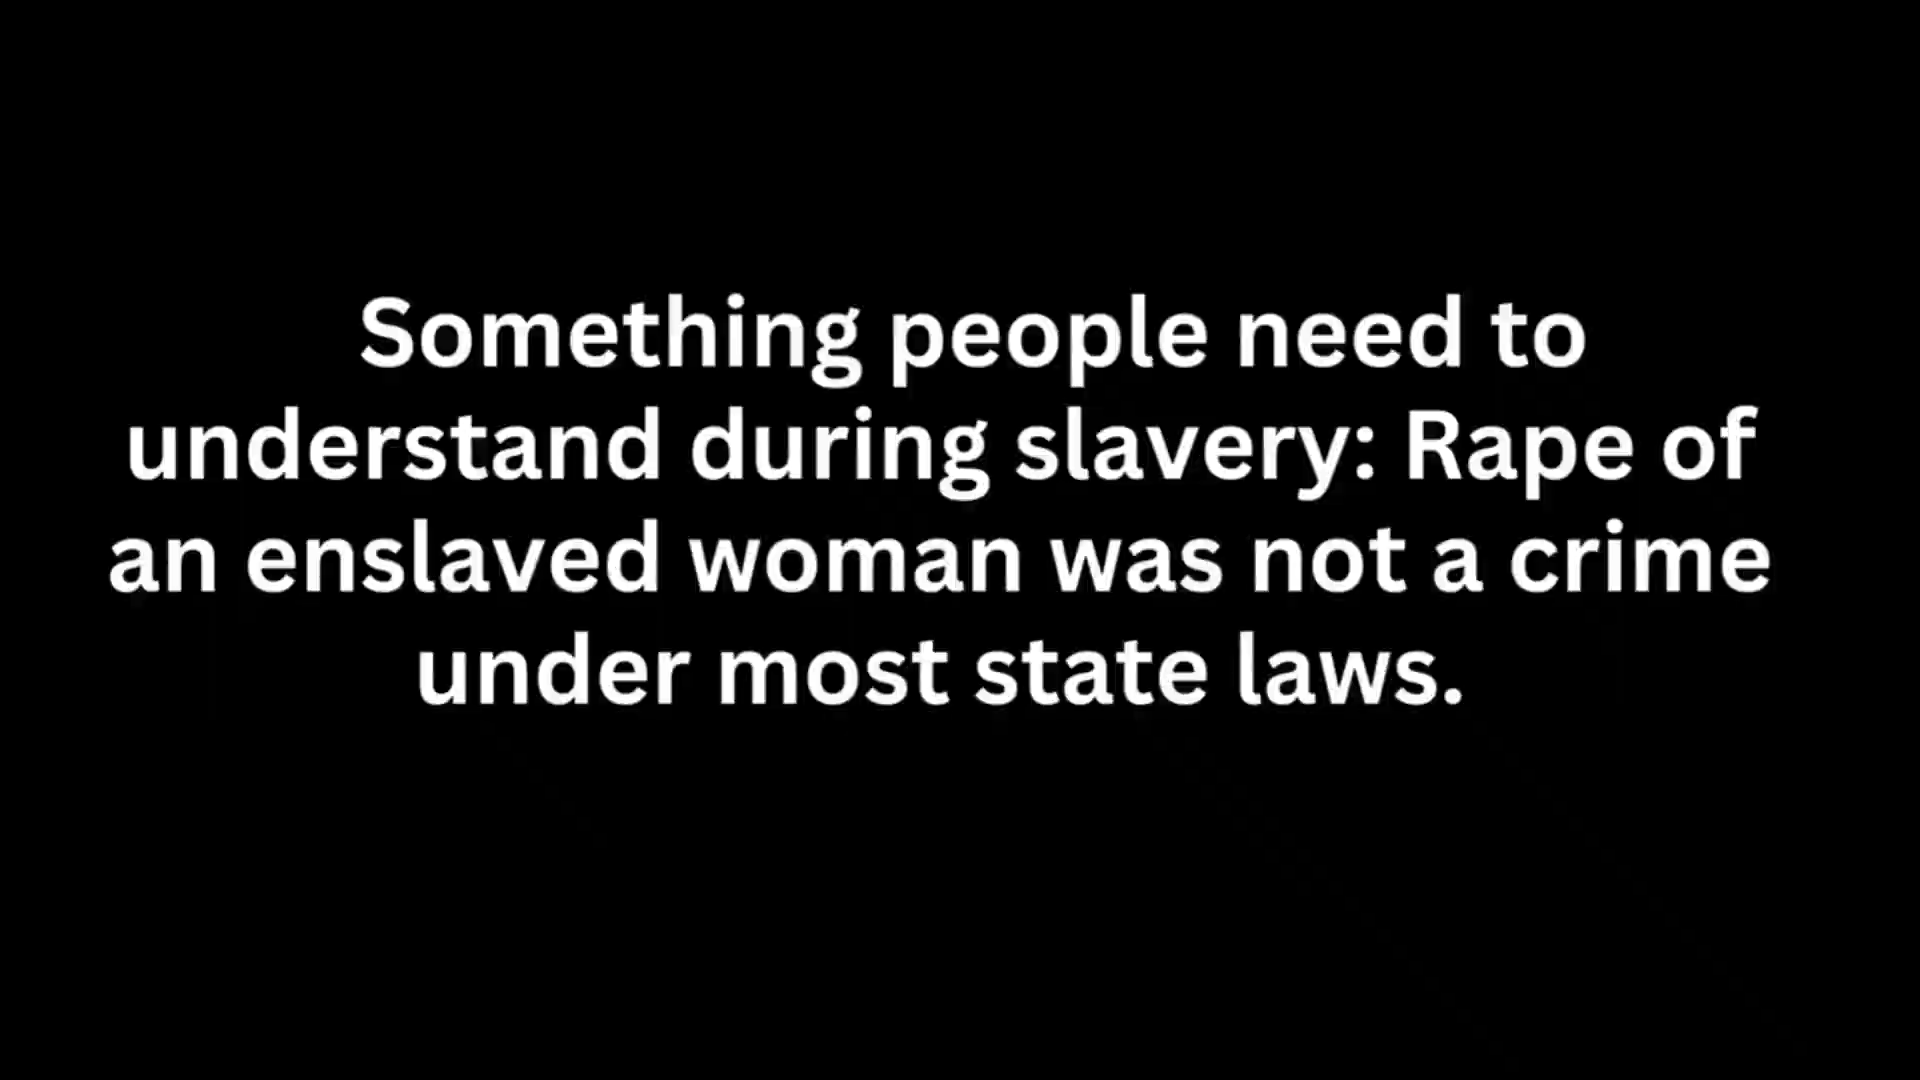 Something people need to
understand during slavery: Rape of
an enslaved woman was not a crime
under most state laws.